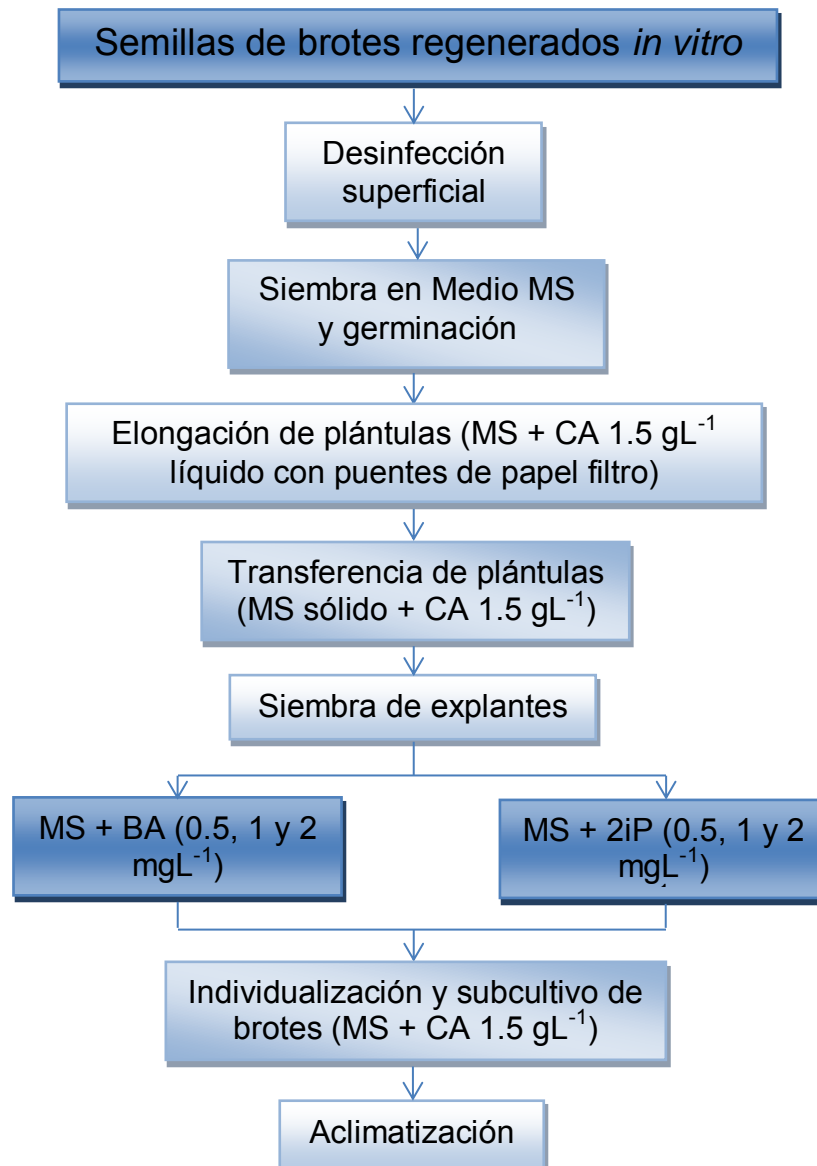 Semillas de brotes regenerados in vitro
Desinfección
superficial
Siembra en Medio MS
y germinación
Elongación de plántulas (MS + CA 1.5 gL⁻¹
líquido con puentes de papel filtro)
Transferencia de plántulas
(MS sólido + CA 1.5 gL⁻¹)
Siembra de explantes
MS + BA (0.5, 1 y 2
mgL⁻¹)
MS + 2iP (0.5, 1 y 2
mgL⁻¹)
Individualización y subcultivo de
brotes (MS + CA 1.5 gL⁻¹)
Aclimatización